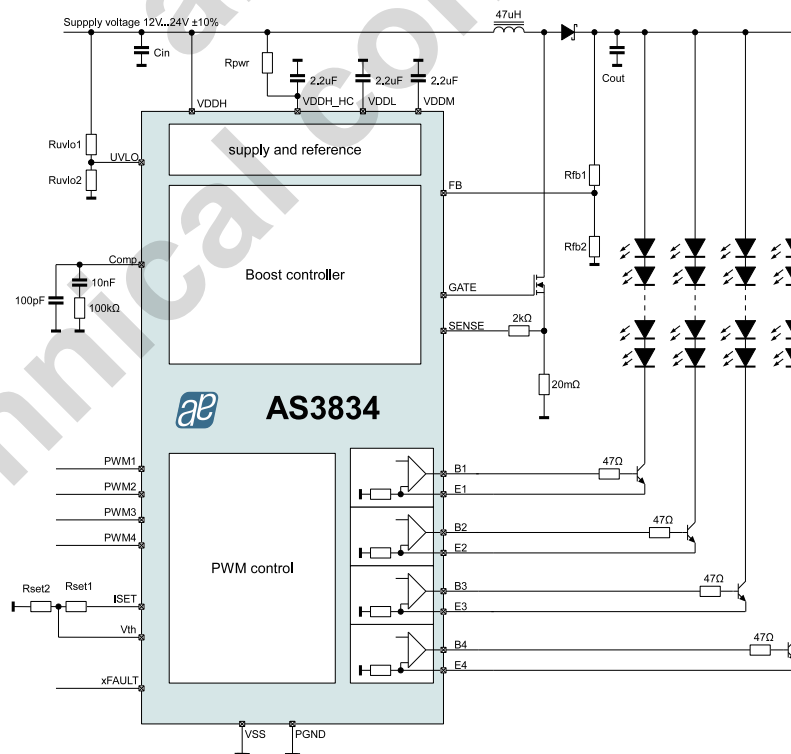 47uH
Suppply voltage 12V...24V ±10%
Cin
Rpwr
2.2uF
2.2uF
2.2uF
Cout
VDDH
VDDH_HC
VDDL
VDDM
Ruvlo1
UVLO
supply and reference
Ruvlo2
FB
Rfb1
Rfb2
Comp
10nF
100pF
100kΩ
Boost controller
GATE
2kΩ
SENSE
20mΩ
ae
AS3834
PWM1
PWM2
PWM3
PWM4
B1
47Ω
E1
B2
47Ω
E2
PWM control
B3
47Ω
E3
B4
47Ω
E4
Rset2
Rset1
ISET
Vth
xFAULT
VSS
PGND